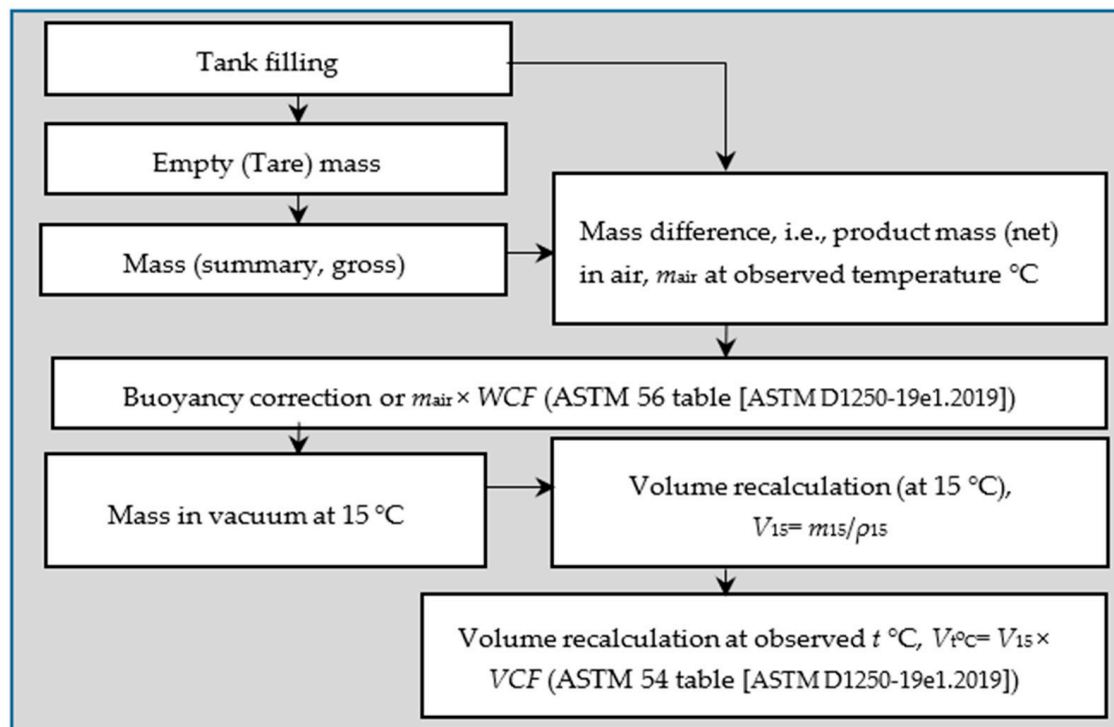 Tank filling
Empty (Tare) mass
Mass (summary, gross)
Mass difference, i.e., product mass (net)
in air, mair at observed temperature °C
Buoyancy correction or mair × WCF (ASTM 56 table [ASTM D1250-19e1.2019])
Mass in vacuum at 15 °C
Volume recalculation (at 15 °C),
V15= m15/ρ15
Volume recalculation at observed t °C, Vt°C= V15 ×
VCF (ASTM 54 table [ASTM D1250-19e1.2019])